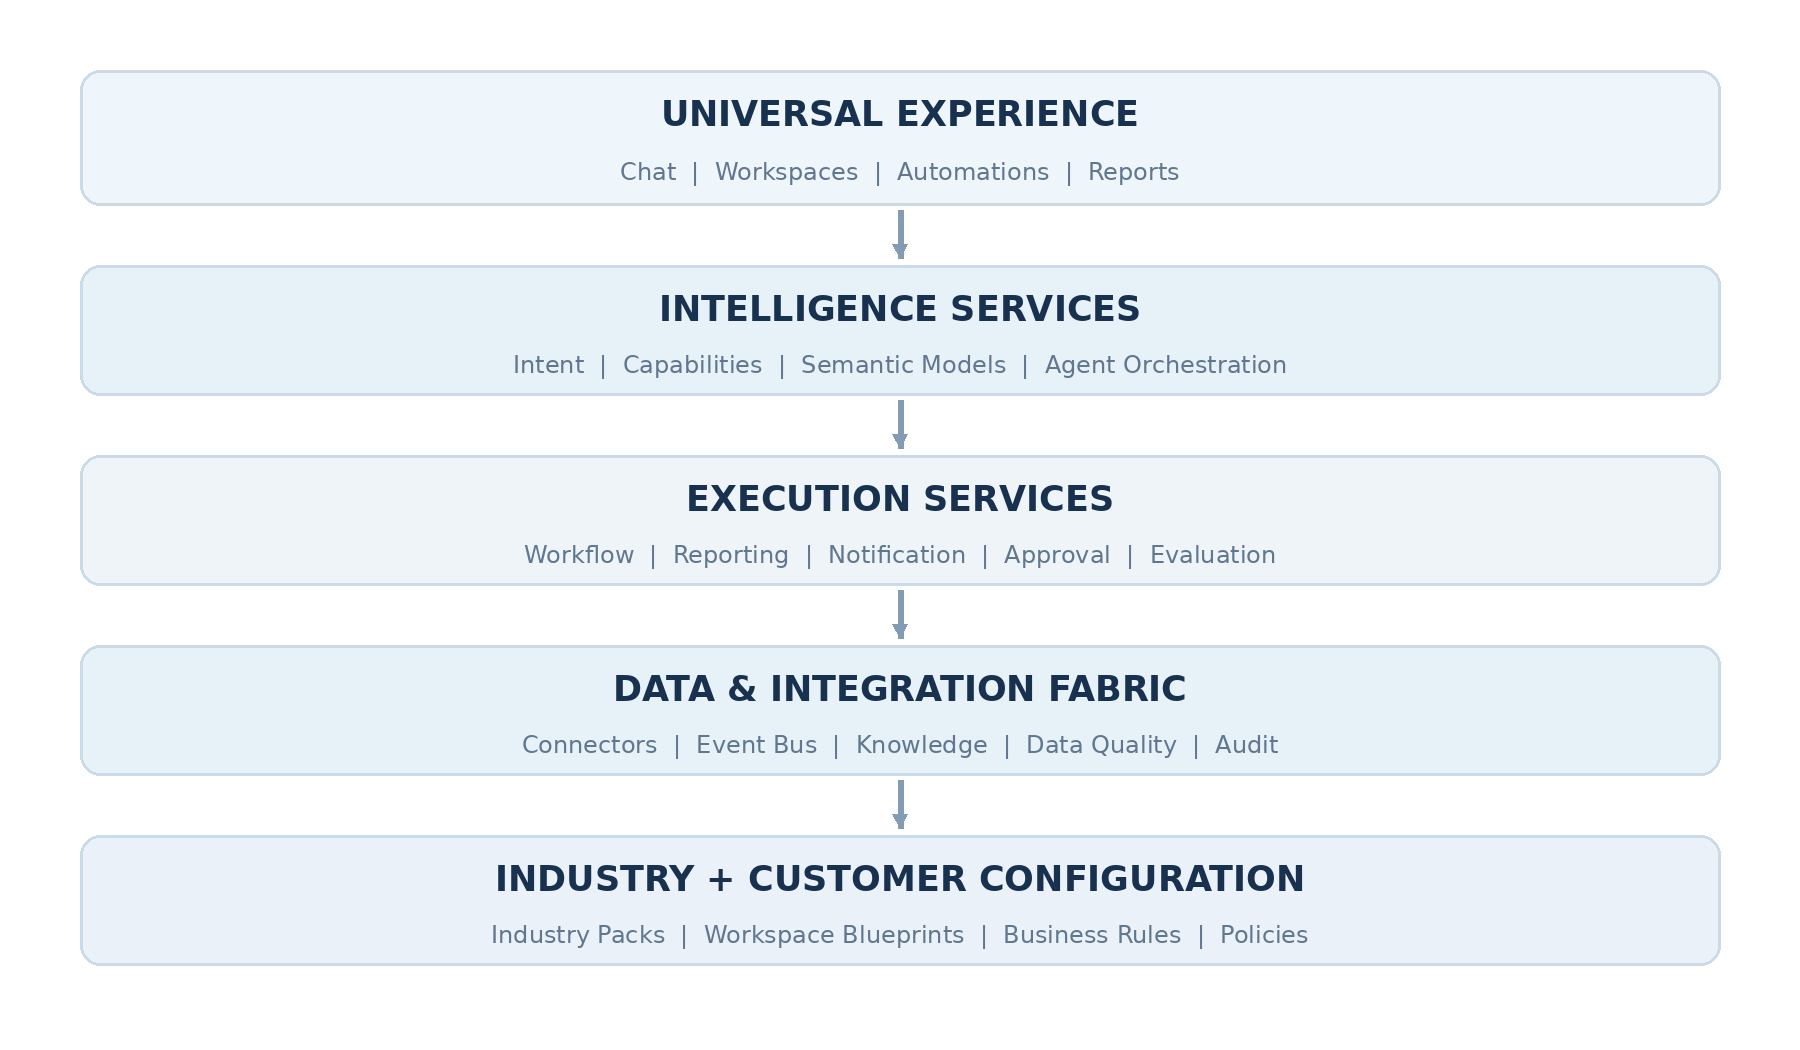 UNIVERSAL EXPERIENCE
Chat | Workspaces | Automations | Reports
INTELLIGENCE SERVICES
Intent | Capabilities | Semantic Models | Agent Orchestration
EXECUTION SERVICES
Workflow | Reporting | Notification | Approval | Evaluation
DATA & INTEGRATION FABRIC
Connectors | Event Bus | Knowledge | Data Quality | Audit
INDUSTRY + CUSTOMER CONFIGURATION
Industry Packs | Workspace Blueprints | Business Rules | Policies